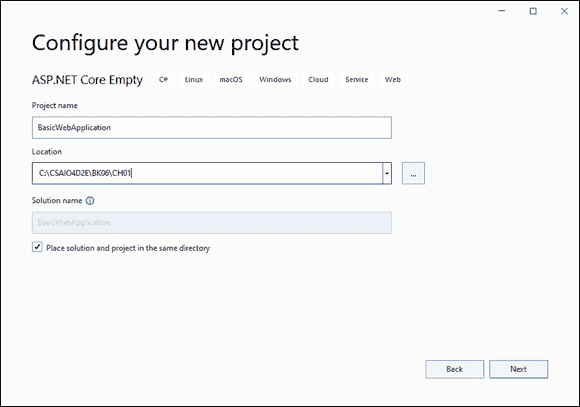 Configure your new project
ASP.NET Core Empty C# Linux macOS Windows Cloud Service Web
Project name
BasicWebApplication
Location
C:\CSAIO4D2E\BK06\CH01
...
Solution name
BasicWebApplication
Place solution and project in the same directory
Back Next